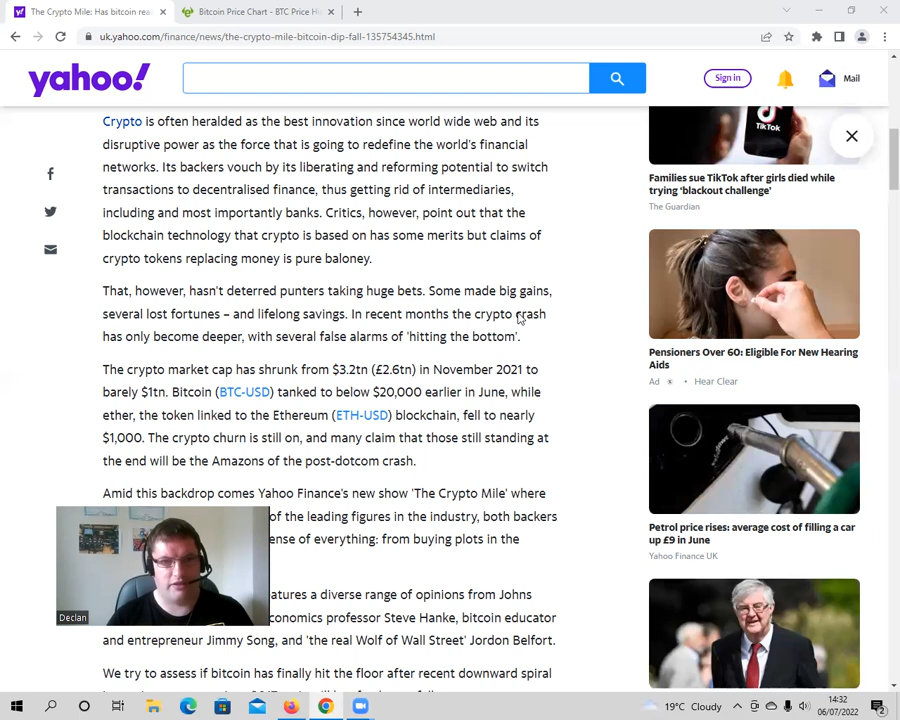 The Crypto Mile: Has bitcoin rea
Bitcoin Price Chart - BTC Price Hi
uk.yahoo.com/finance/news/the-crypto-mile-bitcoin-dip-fall-135754345.html
yahoo!
Sign in
Mail
Crypto is often heralded as the best innovation since world wide web and its
disruptive power as the force that is going to redefine the world's financial
networks. Its backers vouch by its liberating and reforming potential to switch
transactions to decentralised finance, thus getting rid of intermediaries,
including and most importantly banks. Critics, however, point out that the
blockchain technology that crypto is based on has some merits but claims of
crypto tokens replacing money is pure baloney.
That, however, hasn't deterred punters taking huge bets. Some made big gains,
several lost fortunes – and lifelong savings. In recent months the crypto crash
has only become deeper, with several false alarms of 'hitting the bottom'.
The crypto market cap has shrunk from $3.2tn (£2.6tn) in November 2021 to
barely $1tn. Bitcoin (BTC-USD) tanked to below $20,000 earlier in June, while
ether, the token linked to the Ethereum (ETH-USD) blockchain, fell to nearly
$1,000. The crypto churn is still on, and many claim that those still standing at
the end will be the Amazons of the post-dotcom crash.
Amid this backdrop comes Yahoo Finance's new show 'The Crypto Mile' where
of the leading figures in the industry, both backers
ense of everything: from buying plots in the
atures a diverse range of opinions from Johns
conomics professor Steve Hanke, bitcoin educator
and entrepreneur Jimmy Song, and 'the real Wolf of Wall Street' Jordon Belfort.
We try to assess if bitcoin has finally hit the floor after recent downward spiral
TikTok
Families sue TikTok after girls died while
trying 'blackout challenge'
The Guardian
Pensioners Over 60: Eligible For New Hearing
Aids
Ad • Hear Clear
Petrol price rises: average cost of filling a car
up £9 in June
Yahoo Finance UK
Declan
19°C Cloudy
14:32
06/07/2022
2